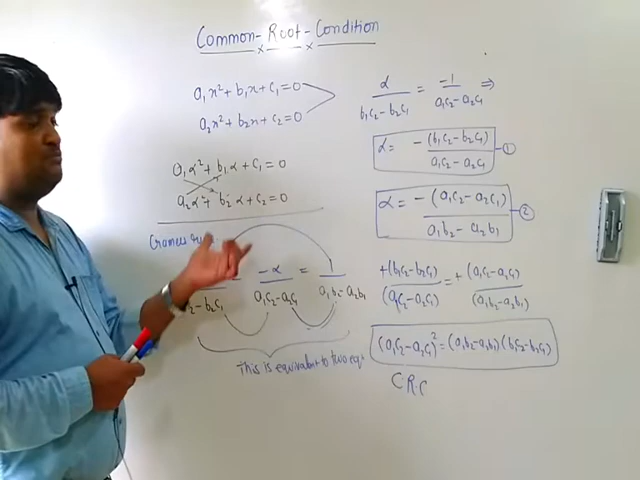 Common-Root-Condition
a₁x²+b₁x+c₁=0
a₂x²+b₂x+c₂=0
a₁α²+b₁α+c₁=0
a₂α²+b₂α+c₂=0
-b₂c₁
-α/(a₁c₂-a₂c₁) = /(a₁b₂-a₂b₁)
This is equivalent to two eq
α/(b₁c₂-b₂c₁) = -1/(a₁c₂-a₂c₁) ⇒
α= -(b₁c₂-b₂c₁)/(a₁c₂-a₂c₁) ①
α= -(a₁c₂-a₂c₁)/(a₁b₂-a₂b₁) ②
+(b₁c₂-b₂c₁)/(a₁c₂-a₂c₁) = +(a₁c₂-a₂c₁)/(a₁b₂-a₂b₁)
(a₁c₂-a₂c₁)²=(a₁b₂-a₂b₁)(b₁c₂-b₂c₁)
CRC